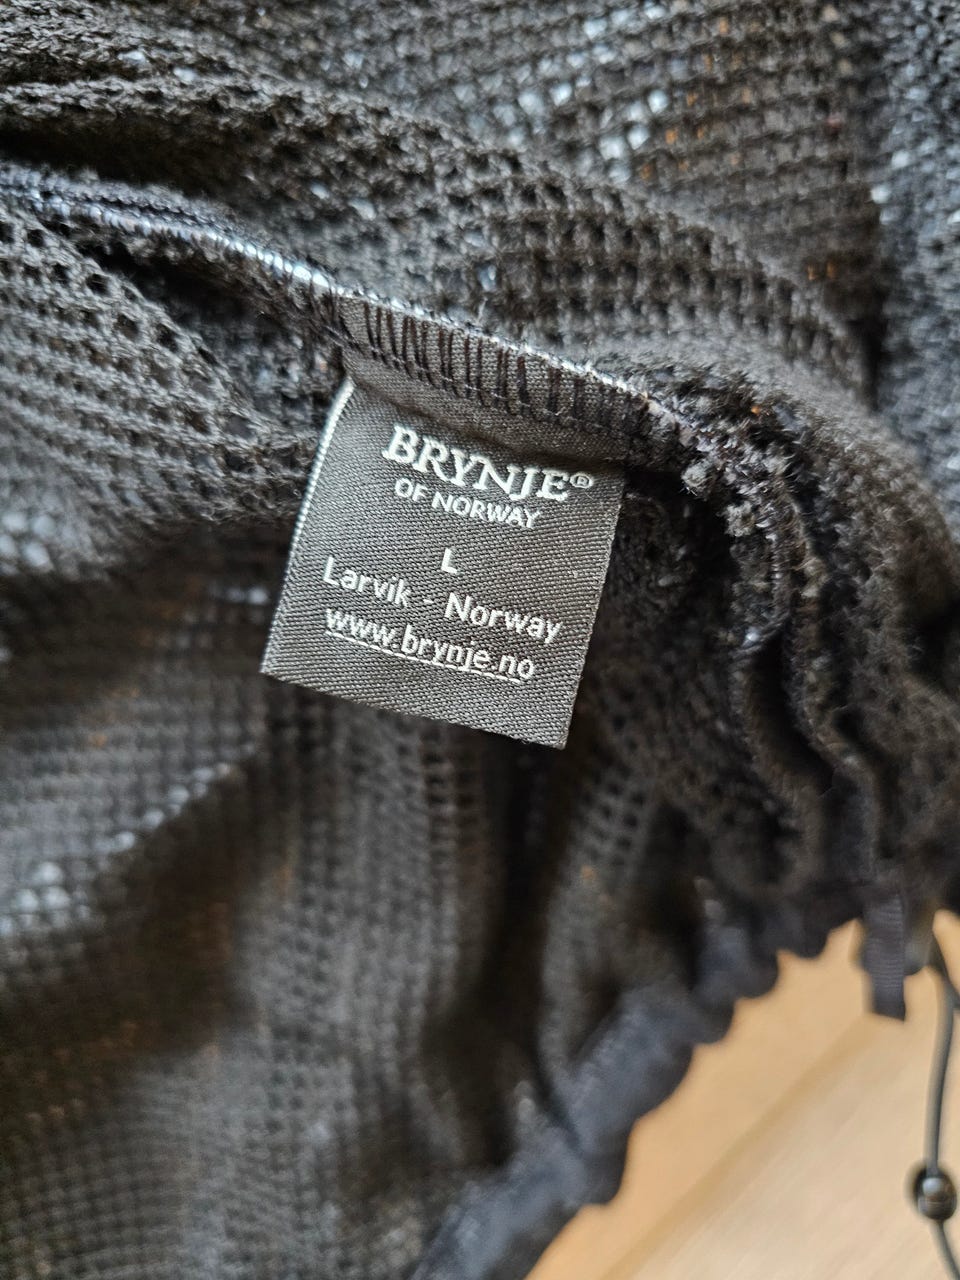 BRYNJE®
OF NORWAY
L
Larvik - Norway
www.brynje.no